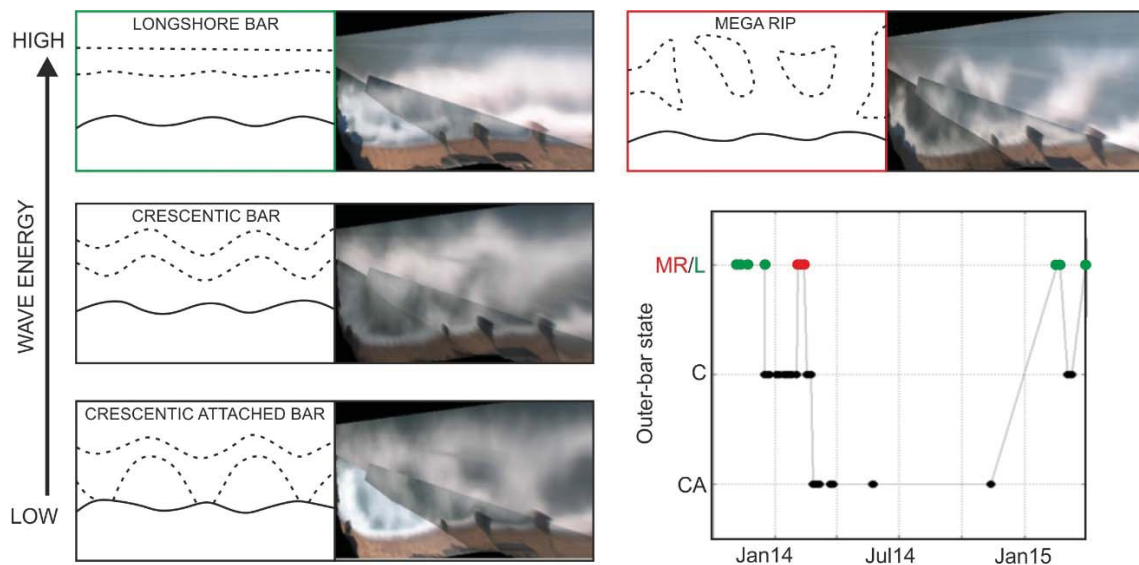 HIGH
WAVE ENERGY
LOW
LONGSHORE BAR
CRESCENTIC BAR
CRESCENTIC ATTACHED BAR
MEGA RIP
Outer-bar state
MR/L
C
CA
Jan14 Jul14 Jan15